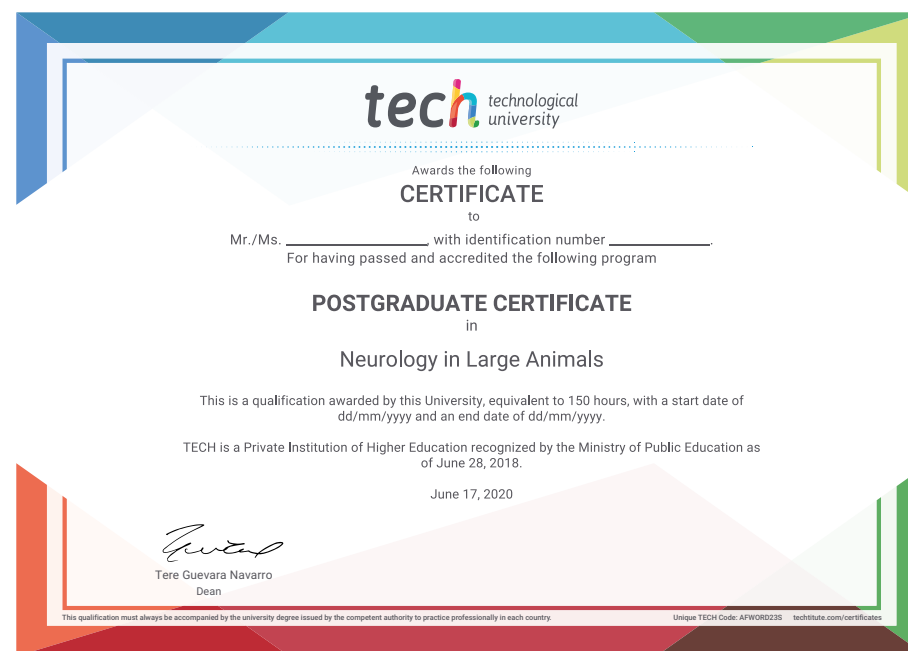 tech technological
university
Awards the following
CERTIFICATE
to
Mr./Ms. ____________________, with identification number ______________.
For having passed and accredited the following program
POSTGRADUATE CERTIFICATE
in
Neurology in Large Animals
This is a qualification awarded by this University, equivalent to 150 hours, with a start date of
dd/mm/yyyy and an end date of dd/mm/yyyy.
TECH is a Private Institution of Higher Education recognized by the Ministry of Public Education as
of June 28, 2018.
June 17, 2020
Tere Guevara Navarro
Dean
This qualification must always be accompanied by the university degree issued by the competent authority to practice professionally in each country. Unique TECH Code: AFWORD23S techtitute.com/certificates